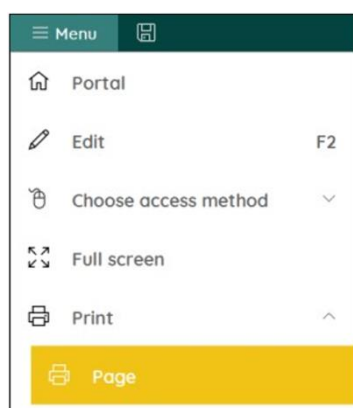 Menu
Portal
Edit F2
Choose access method
Full screen
Print
Page